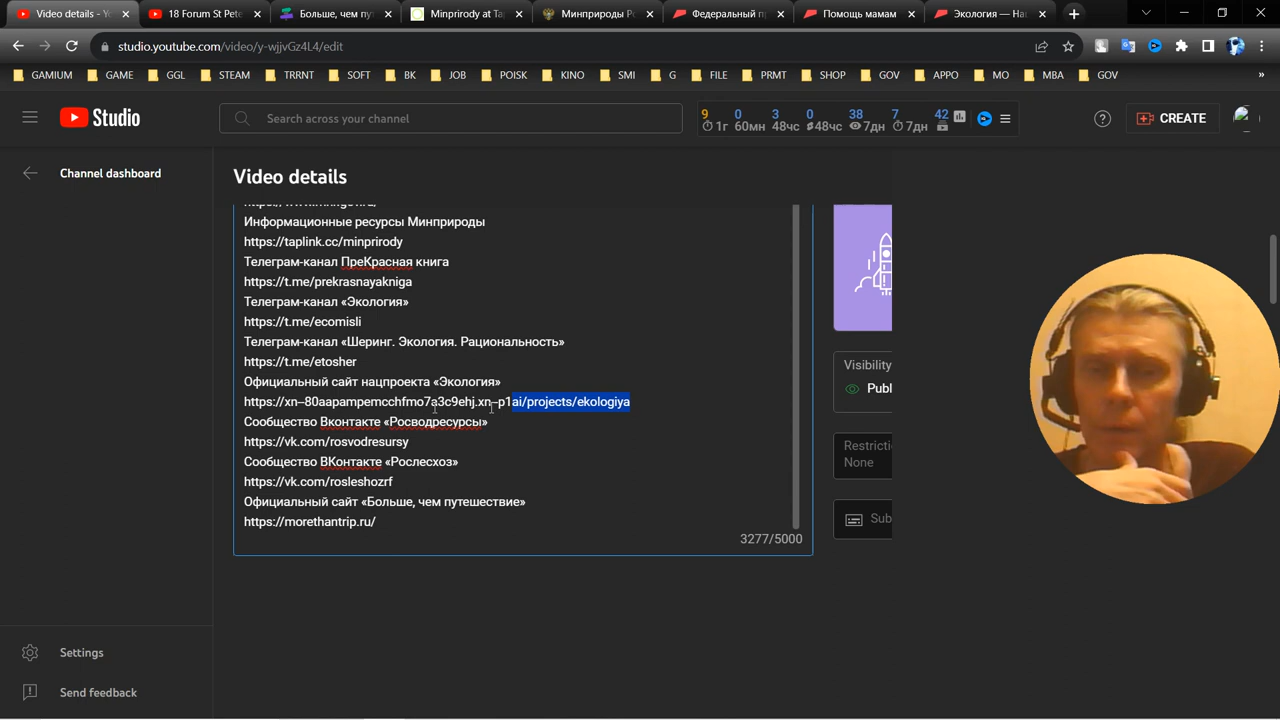 Video details - Y
18 Forum St Pete
Больше, чем пут
Minprirody at Ta
Минприроды Ро
Федеральный п
Помощь мамам
Экология — На
studio.youtube.com/video/y-wjjvGz4L4/edit
GAMIUM
GAME
GGL
STEAM
TRRNT
SOFT
BK
JOB
POISK
KINO
SMI
G
FILE
PRMT
SHOP
GOV
APPO
MO
MBA
GOV
»
Studio
Search across your channel
9 0 3 0 38 7 42
1г 60мн 48чс 48чс 7дн 7дн
CREATE
Channel dashboard
Video details
Информационные ресурсы Минприроды
https://taplink.cc/minprirody
Телеграм-канал ПреКрасная книга
https://t.me/prekrasnayakniga
Телеграм-канал «Экология»
https://t.me/ecomisli
Телеграм-канал «Шеринг. Экология. Рациональность»
https://t.me/etosher
Официальный сайт нацпроекта «Экология»
https://xn--80aapampemcchfmo7a3c9ehj.xn--p1ai/projects/ekologiya
Сообщество Вконтакте «Росводресурсы»
https://vk.com/rosvodresursy
Сообщество ВКонтакте «Рослесхоз»
https://vk.com/rosleshozrf
Официальный сайт «Больше, чем путешествие»
https://morethantrip.ru/
3277/5000
Visibility
Publ
Restricti
None
Sub
Settings
Send feedback